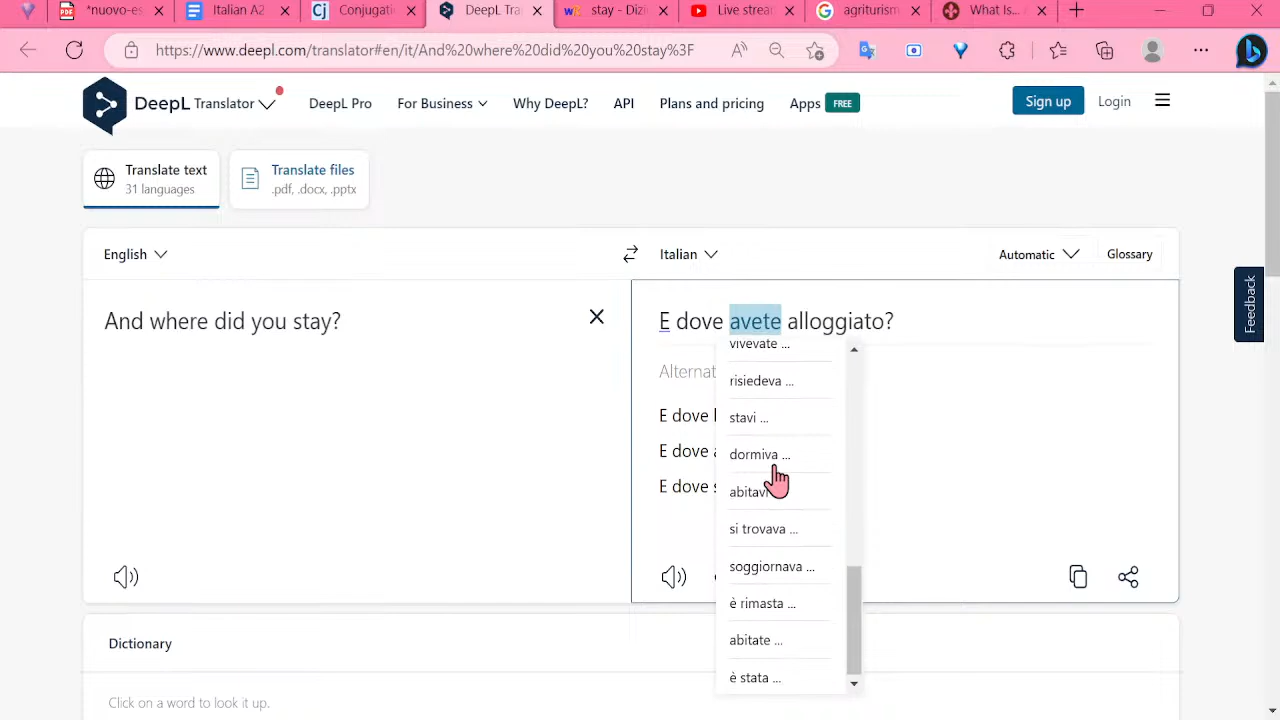 *nuovo-es
Italian A2
Conjugatio
DeepL Tra
stay - Dizi
Live stre
agriturism
What Is... A
https://www.deepl.com/translator#en/it/And%20where%20did%20you%20stay%3F
DeepL Translator
DeepL Pro
For Business
Why DeepL?
API
Plans and pricing
Apps FREE
Sign up
Login
Translate text
31 languages
Translate files
.pdf, .docx, .pptx
English
Italian
Automatic
Glossary
And where did you stay?
E dove avete alloggiato?
vivevate ...
Alternat
risiedeva ...
E dove
stavi ...
E dove a
dormiva ...
E dove s
abitavi
si trovava ...
soggiornava ...
è rimasta ...
abitate ...
è stata ...
Feedback
Dictionary
Click on a word to look it up.